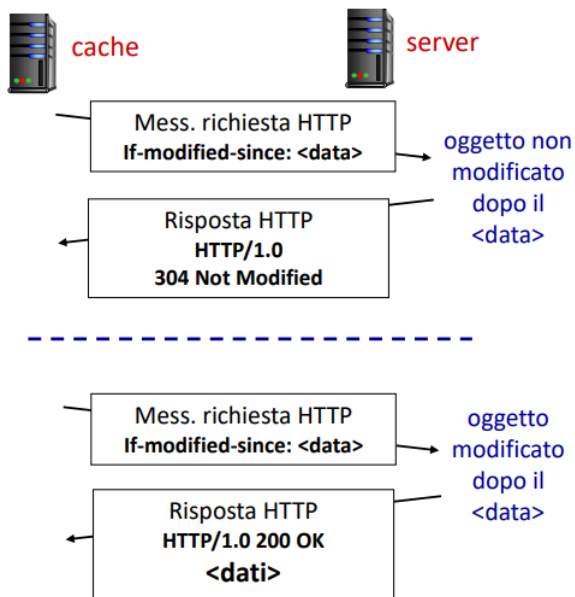 cache
server
Mess. richiesta HTTP
If-modified-since: <data>
oggetto non
modificato
dopo il
<data>
Risposta HTTP
HTTP/1.0
304 Not Modified
Mess. richiesta HTTP
If-modified-since: <data>
oggetto
modificato
dopo il
<data>
Risposta HTTP
HTTP/1.0 200 OK
<dati>